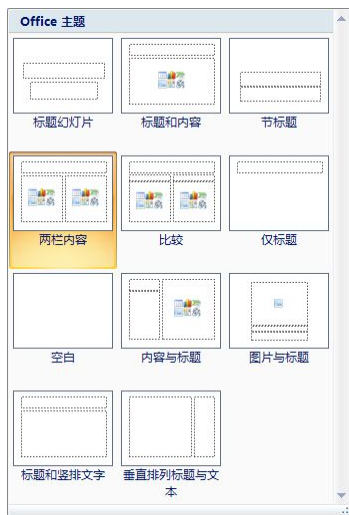 Office 主题
标题幻灯片
标题和内容
节标题
两栏内容
比较
仅标题
空白
内容与标题
图片与标题
标题和竖排文字
垂直排列标题与文
本